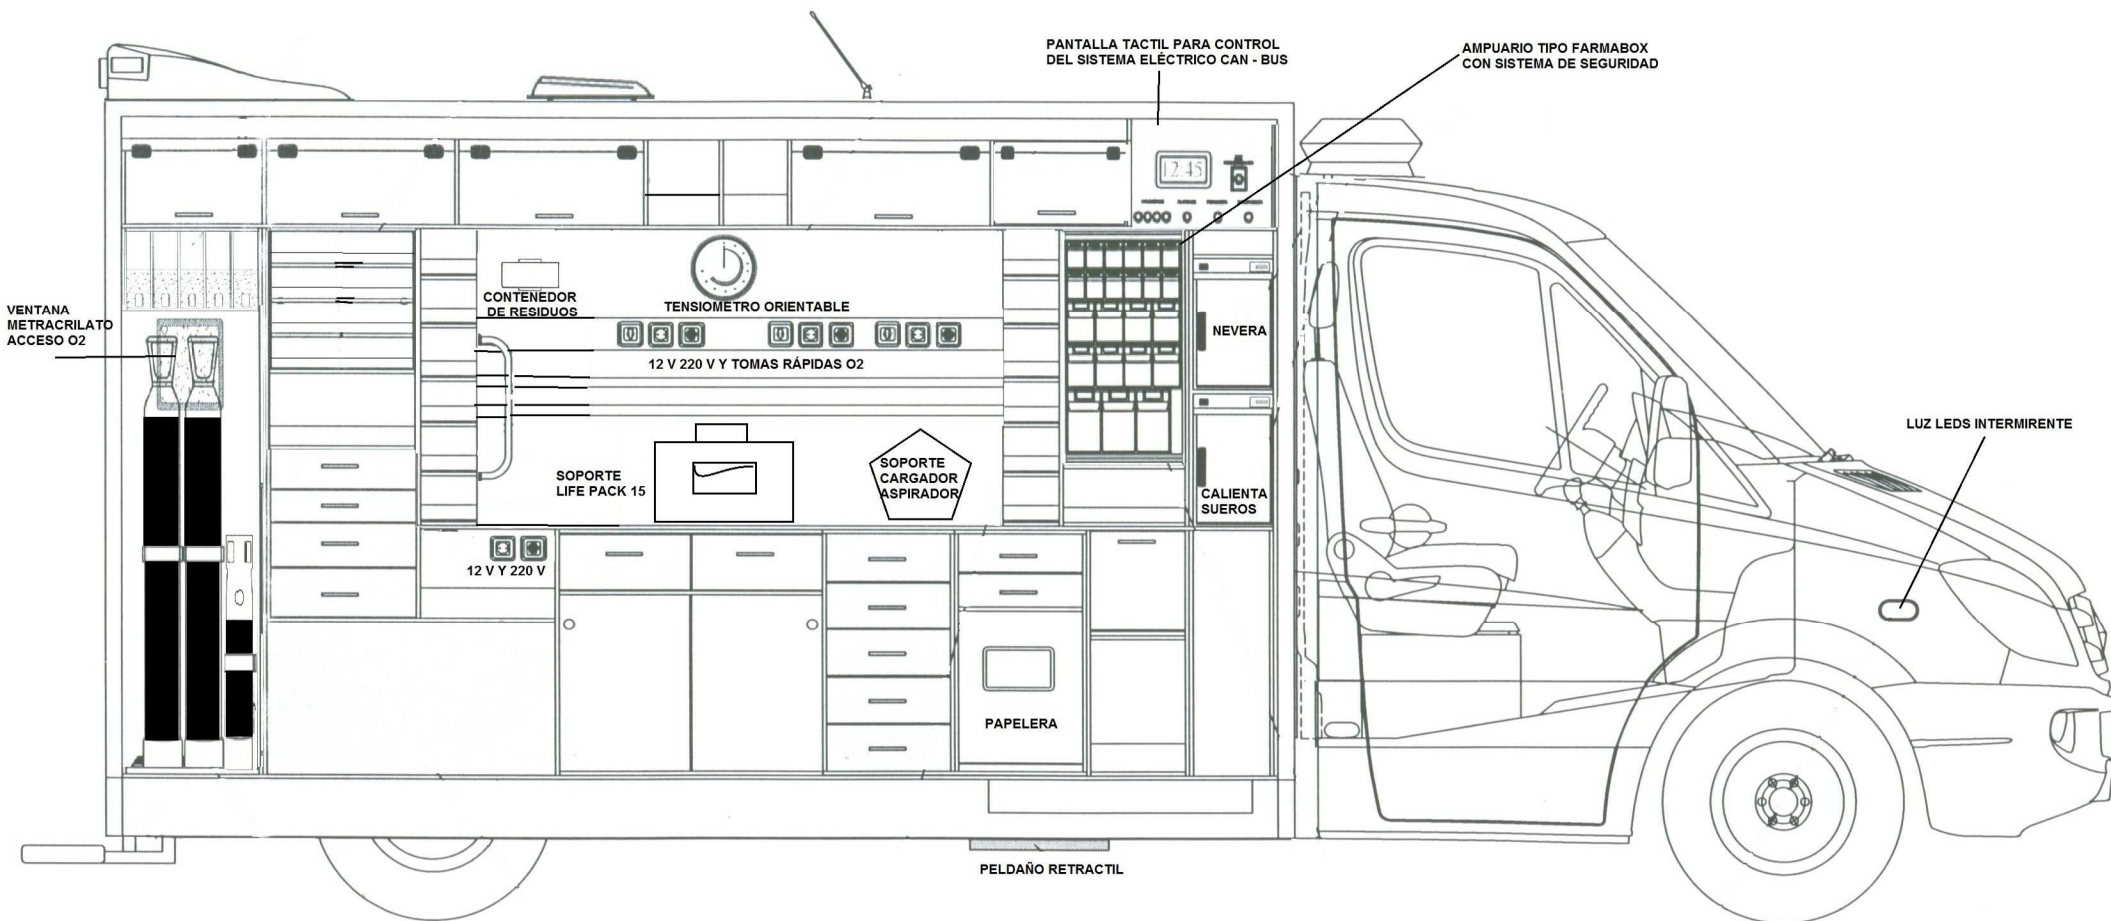 PANTALLA TACTIL PARA CONTROL
DEL SISTEMA ELÉCTRICO CAN - BUS
AMPUARIO TIPO FARMABOX
CON SISTEMA DE SEGURIDAD
12:45
VENTANA
METRACRILATO
ACCESO O2
CONTENEDOR
DE RESIDUOS
TENSIOMETRO ORIENTABLE
12 V 220 V Y TOMAS RÁPIDAS O2
NEVERA
LUZ LEDS INTERMIRENTE
SOPORTE
LIFE PACK 15
SOPORTE
CARGADOR
ASPIRADOR
CALIENTA
SUEROS
12 V Y 220 V
PAPELERA
PELDAÑO RETRACTIL